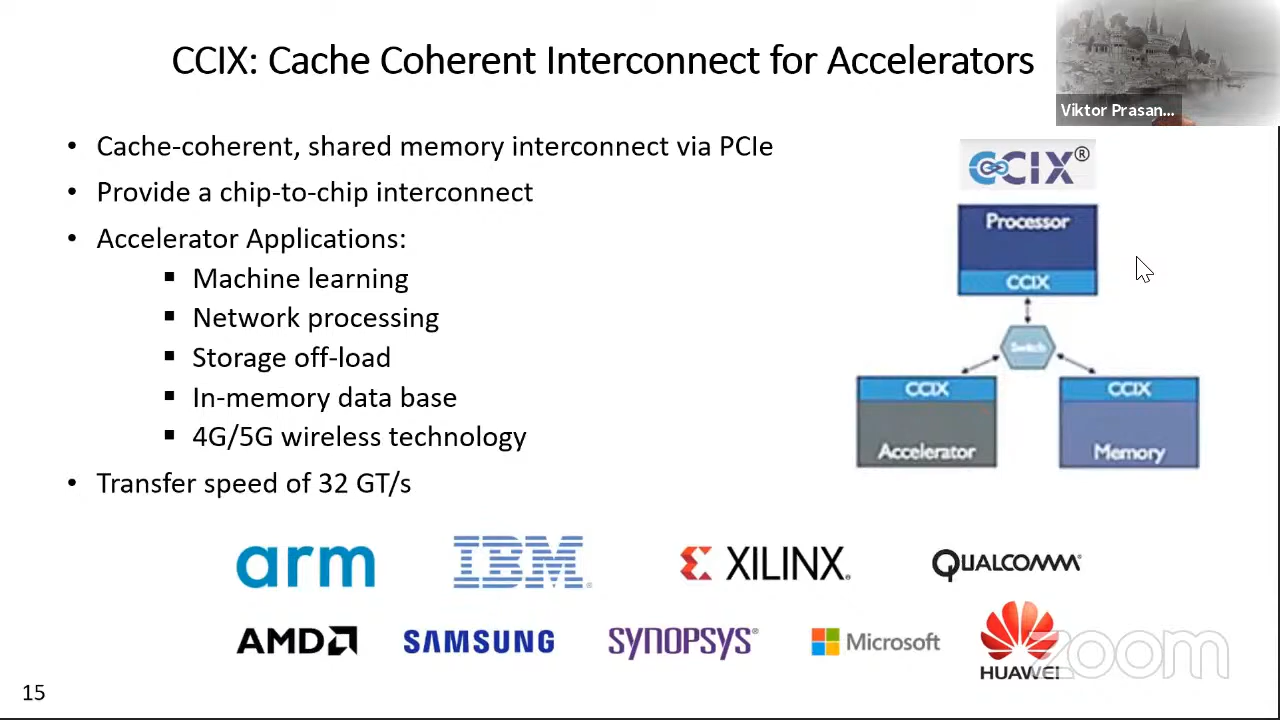 CCIX: Cache Coherent Interconnect for Accelerators
Viktor Prasan...
• Cache-coherent, shared memory interconnect via PCIe
• Provide a chip-to-chip interconnect
• Accelerator Applications:
▪ Machine learning
▪ Network processing
▪ Storage off-load
▪ In-memory data base
▪ 4G/5G wireless technology
• Transfer speed of 32 GT/s
CCIX®
Processor
CCIX
Switch
CCIX
Accelerator
CCIX
Memory
arm IBM® XILINX® QUALCOMM®
AMD SAMSUNG SYNOPSYS® Microsoft HUAWEI
zoom
15